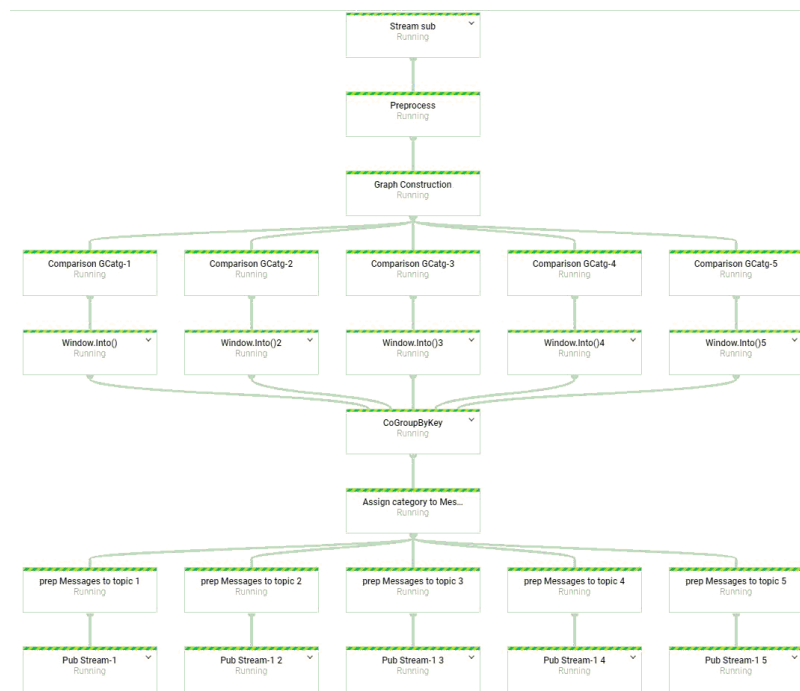 Stream sub
Running
Preprocess
Running
Graph Construction
Running
Comparison GCatg-1
Running
Comparison GCatg-2
Running
Comparison GCatg-3
Running
Comparison GCatg-4
Running
Comparison GCatg-5
Running
Window.Into()
Running
Window.Into()2
Running
Window.Into()3
Running
Window.Into()4
Running
Window.Into()5
Running
CoGroupByKey
Running
Assign category to Mes...
Running
prep Messages to topic 1
Running
prep Messages to topic 2
Running
prep Messages to topic 3
Running
prep Messages to topic 4
Running
prep Messages to topic 5
Running
Pub Stream-1
Running
Pub Stream-1 2
Running
Pub Stream-1 3
Running
Pub Stream-1 4
Running
Pub Stream-1 5
Running